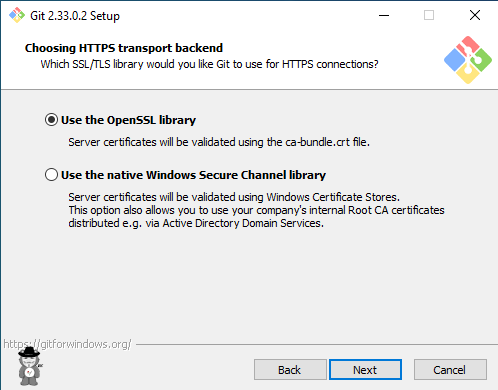 Git 2.33.0.2 Setup
Choosing HTTPS transport backend
Which SSL/TLS library would you like Git to use for HTTPS connections?
Use the OpenSSL library
Server certificates will be validated using the ca-bundle.crt file.
Use the native Windows Secure Channel library
Server certificates will be validated using Windows Certificate Stores.
This option also allows you to use your company's internal Root CA certificates
distributed e.g. via Active Directory Domain Services.
https://gitforwindows.org/
Back
Next
Cancel